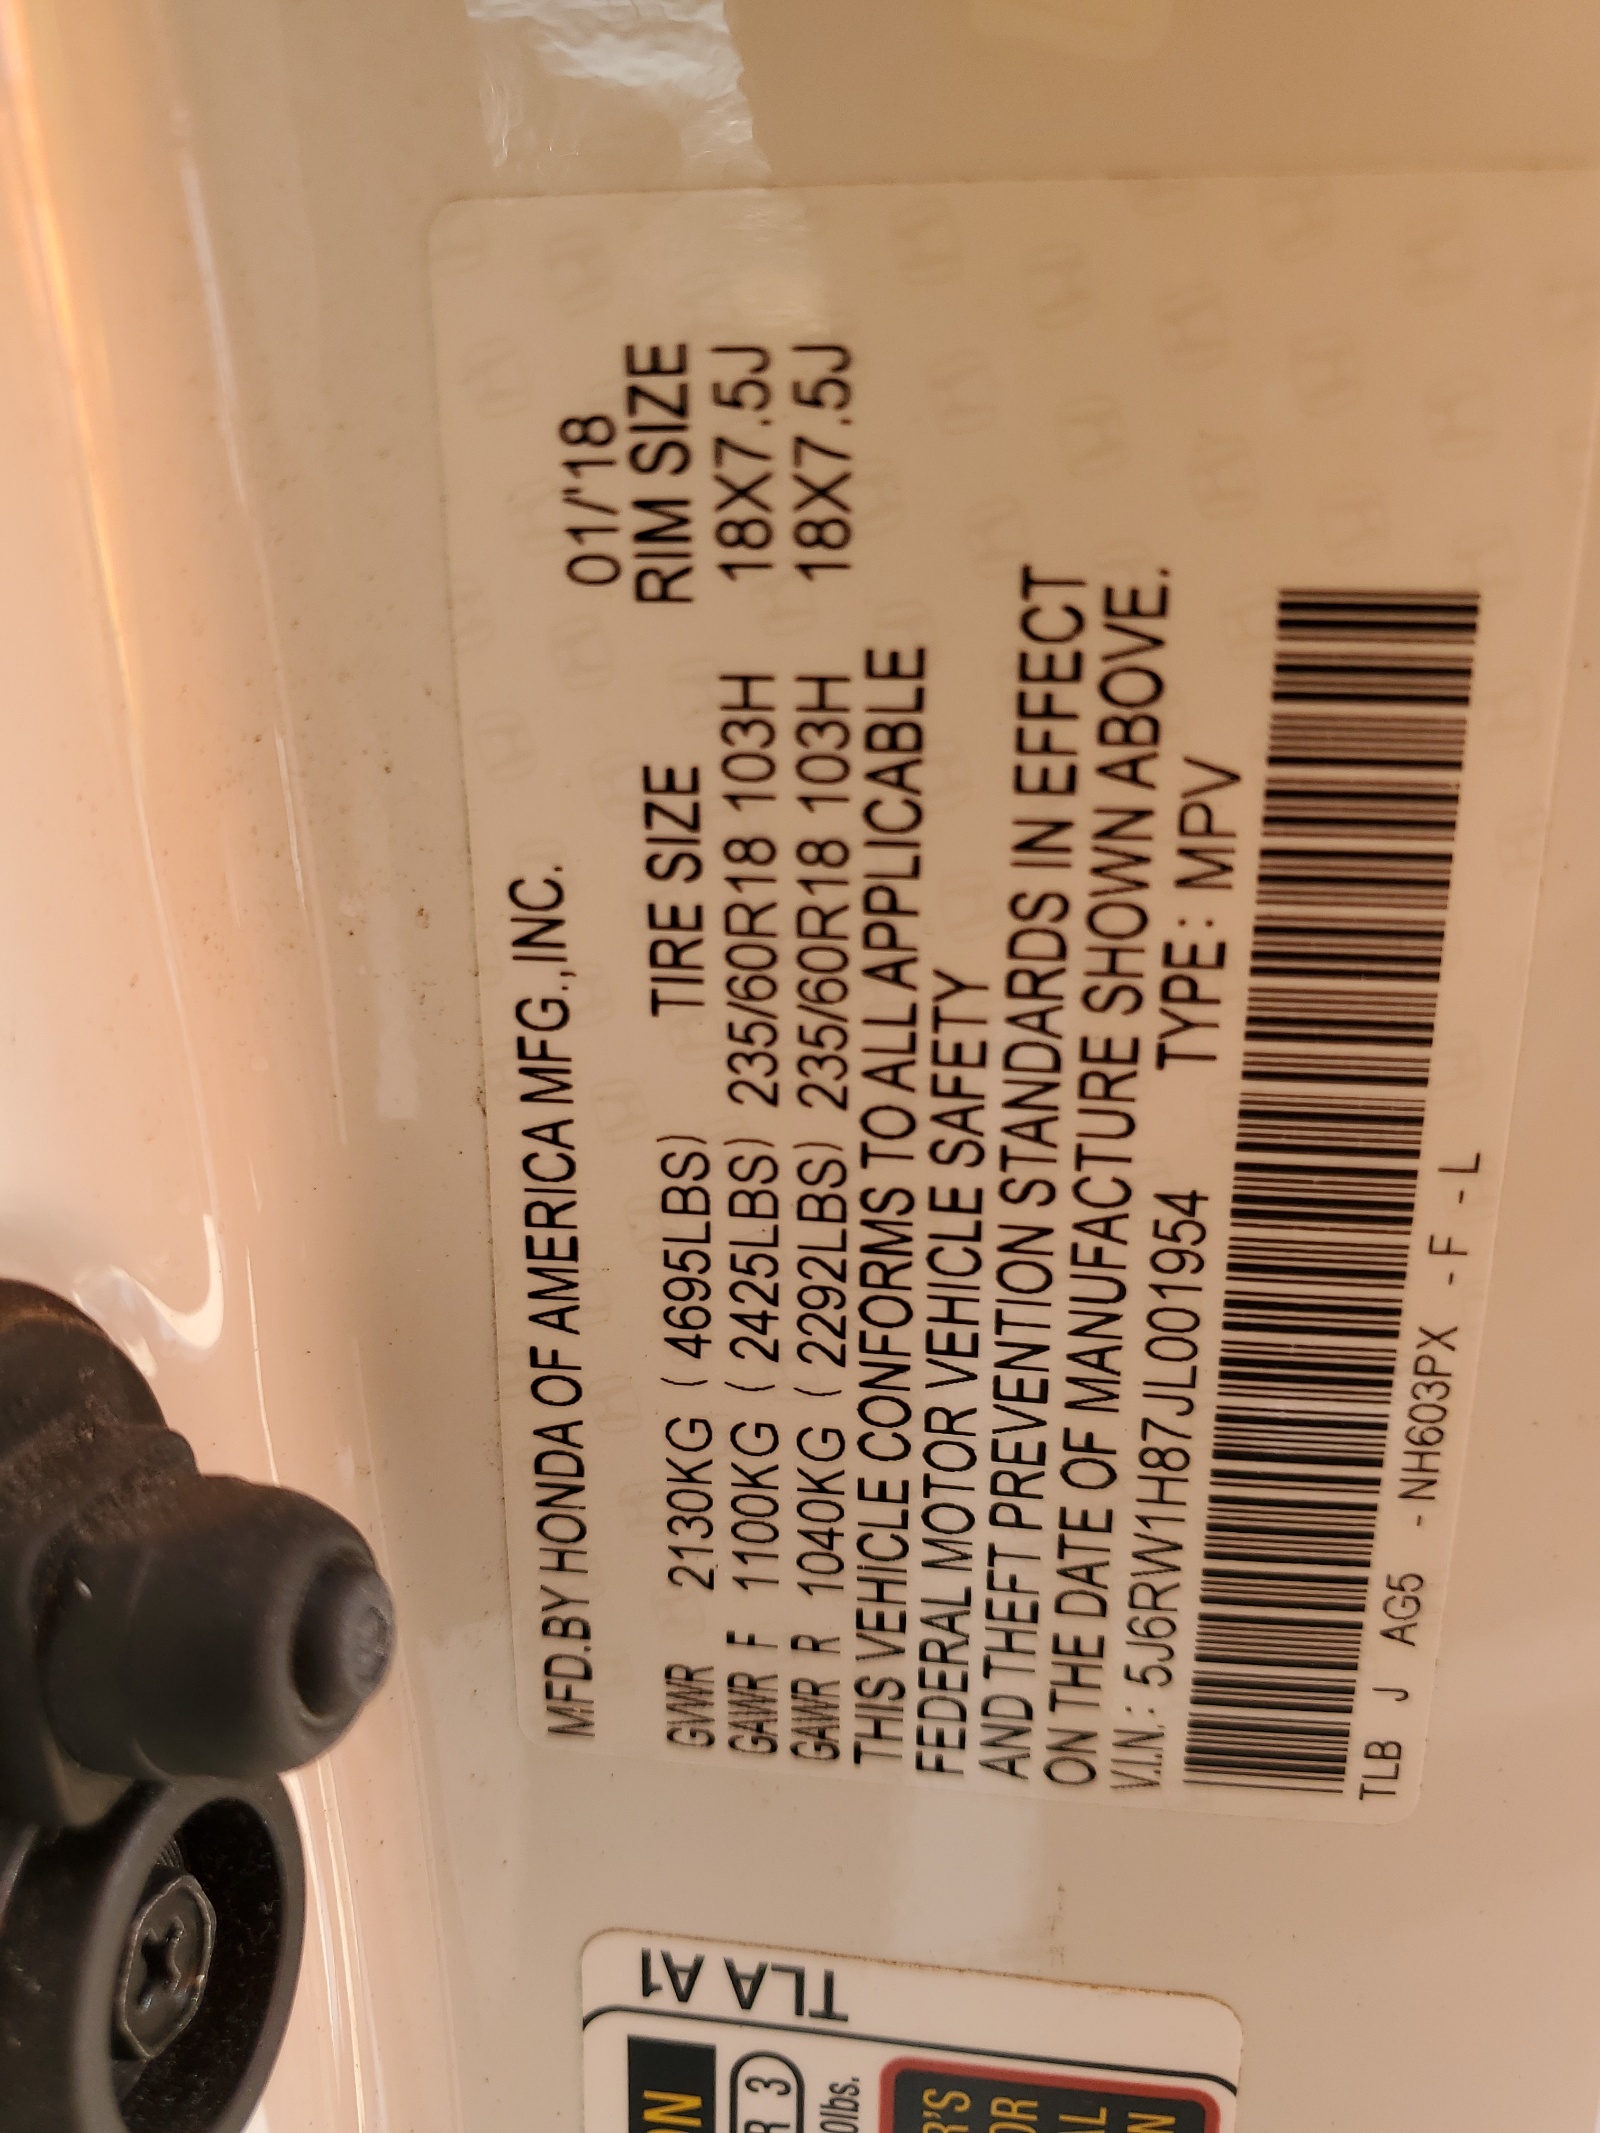 MFD.BY HONDA OF AMERICA MFG.,INC. 01/'18
TIRE SIZE RIM SIZE
GVWR 2130KG ( 4695LBS)
GAWR F 1100KG ( 2425LBS) 235/60R18 103H 18X7.5J
GAWR R 1040KG ( 2292LBS) 235/60R18 103H 18X7.5J
THIS VEHICLE CONFORMS TO ALL APPLICABLE
FEDERAL MOTOR VEHICLE SAFETY
AND THEFT PREVENTION STANDARDS IN EFFECT
ON THE DATE OF MANUFACTURE SHOWN ABOVE.
V.I.N.: 5J6RW1H87JL001954 TYPE: MPV
TLB J AG5 -NH603PX -F -L
TLA A1